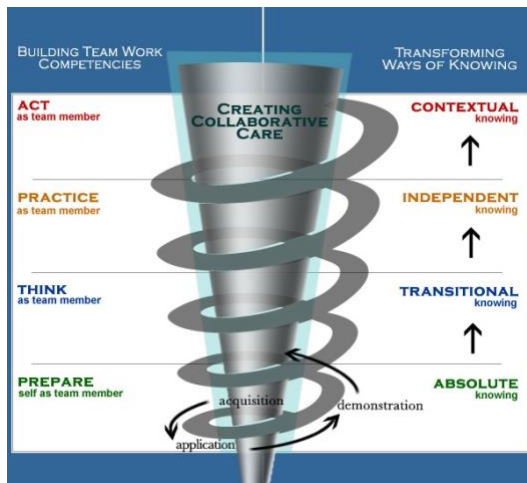 BUILDING TEAM WORK
COMPETENCIES
TRANSFORMING
WAYS OF KNOWING
CREATING
COLLABORATIVE
CARE
ACT
as team member
CONTEXTUAL
knowing
PRACTICE
as team member
INDEPENDENT
knowing
THINK
as team member
TRANSITIONAL
knowing
PREPARE
self as team member
ABSOLUTE
knowing
acquisition
demonstration
application